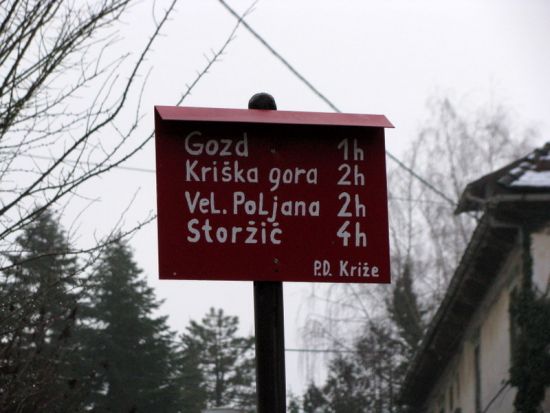 Gozd 1h
Kriška gora 2h
Vel. Poljana 2h
Storžič 4h
P.D. Križe